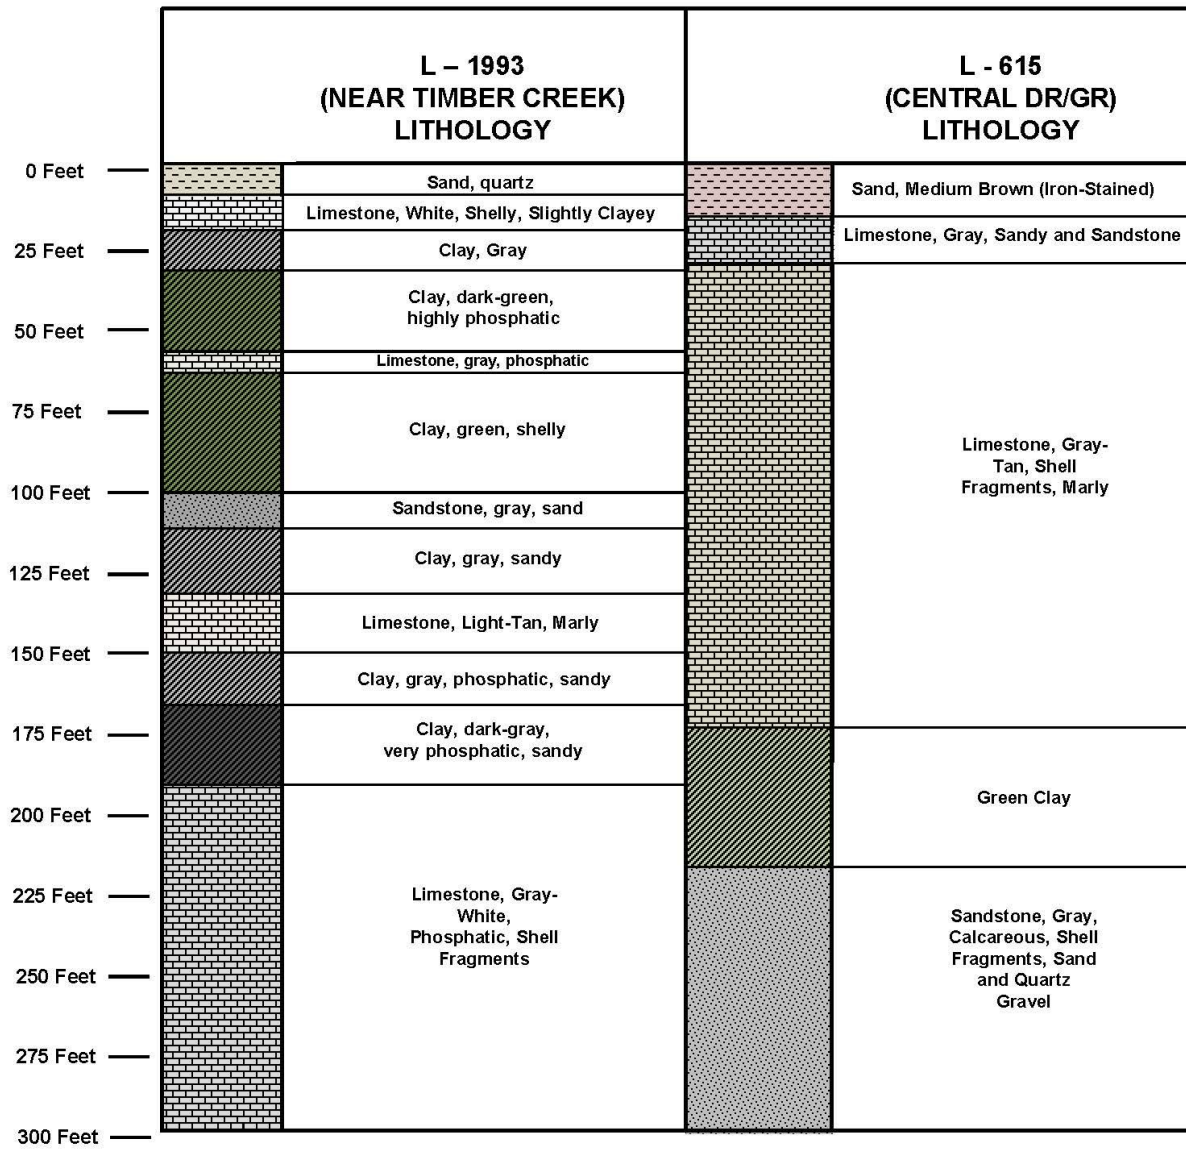 L – 1993
(NEAR TIMBER CREEK)
LITHOLOGY
L - 615
(CENTRAL DR/GR)
LITHOLOGY
0 Feet
25 Feet
50 Feet
75 Feet
100 Feet
125 Feet
150 Feet
175 Feet
200 Feet
225 Feet
250 Feet
275 Feet
300 Feet
Sand, quartz
Limestone, White, Shelly, Slightly Clayey
Clay, Gray
Clay, dark-green,
highly phosphatic
Limestone, gray, phosphatic
Clay, green, shelly
Sandstone, gray, sand
Clay, gray, sandy
Limestone, Light-Tan, Marly
Clay, gray, phosphatic, sandy
Clay, dark-gray,
very phosphatic, sandy
Limestone, Gray-
White,
Phosphatic, Shell
Fragments
Sand, Medium Brown (Iron-Stained)
Limestone, Gray, Sandy and Sandstone
Limestone, Gray-
Tan, Shell
Fragments, Marly
Green Clay
Sandstone, Gray,
Calcareous, Shell
Fragments, Sand
and Quartz
Gravel